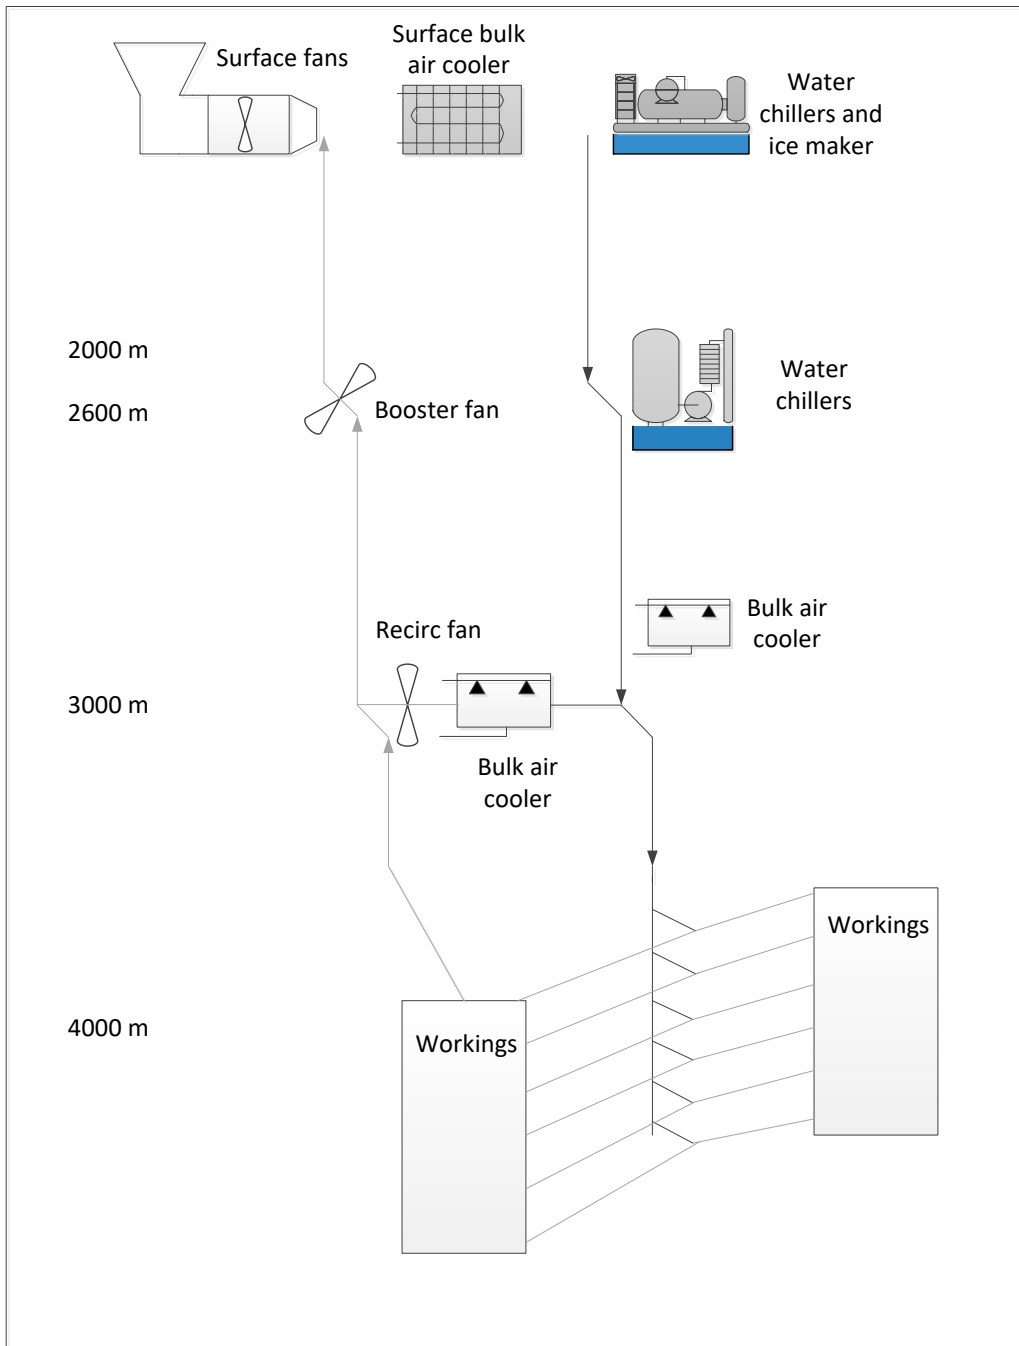 Surface fans
Surface bulk
air cooler
Water
chillers and
ice maker
2000 m
2600 m
Booster fan
Water
chillers
Recirc fan
Bulk air
cooler
3000 m
Bulk air
cooler
Workings
4000 m
Workings